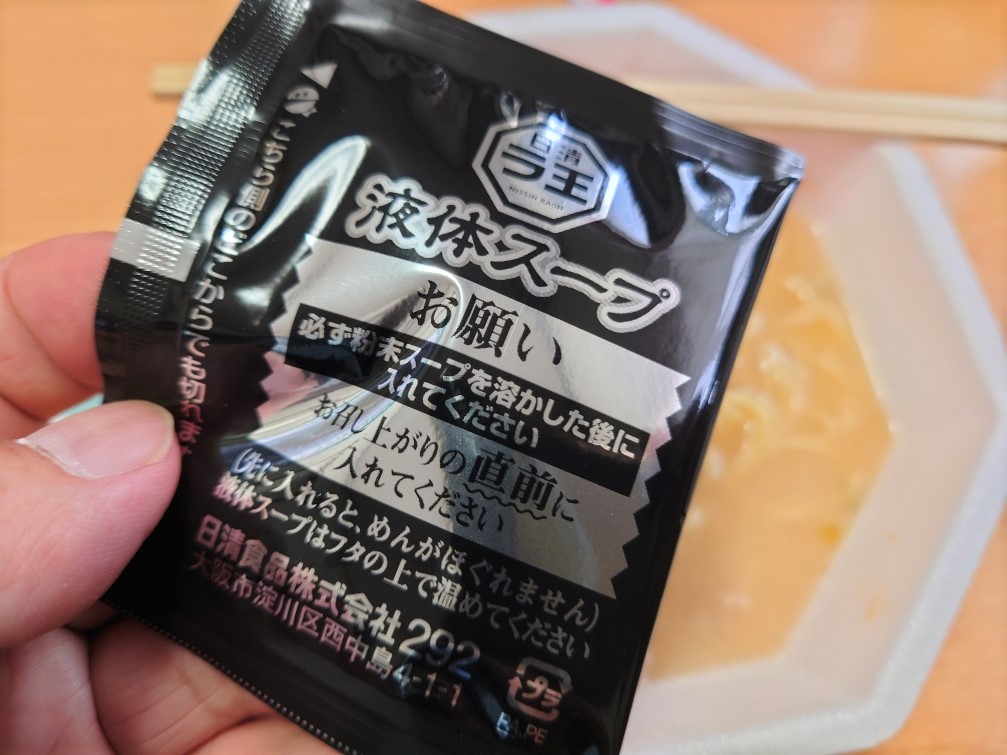 こちら側のどこからでも切れます
日清
ラ王
NISSIN RAOH
液体スープ
お願い
必ず粉末スープを溶かした後に
入れてください
お召し上がりの直前に
入れてください
(先に入れると、めんがほぐれません)
液体スープはフタの上で温めてください
日清食品株式会社292
大阪市淀川区西中島4-1-1
プラ